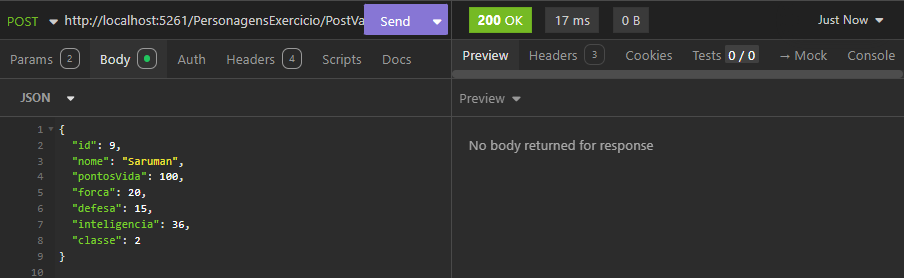 POST http://localhost:5261/PersonagensExercicio/PostVa Send
200 OK 17 ms 0 B Just Now
Params 2 Body Auth Headers 4 Scripts Docs
Preview Headers 3 Cookies Tests 0 / 0 → Mock Console
JSON
Preview
1 {
2 "id": 9,
3 "nome": "Saruman",
4 "pontosVida": 100,
5 "forca": 20,
6 "defesa": 15,
7 "inteligencia": 36,
8 "classe": 2
9 }
10
No body returned for response